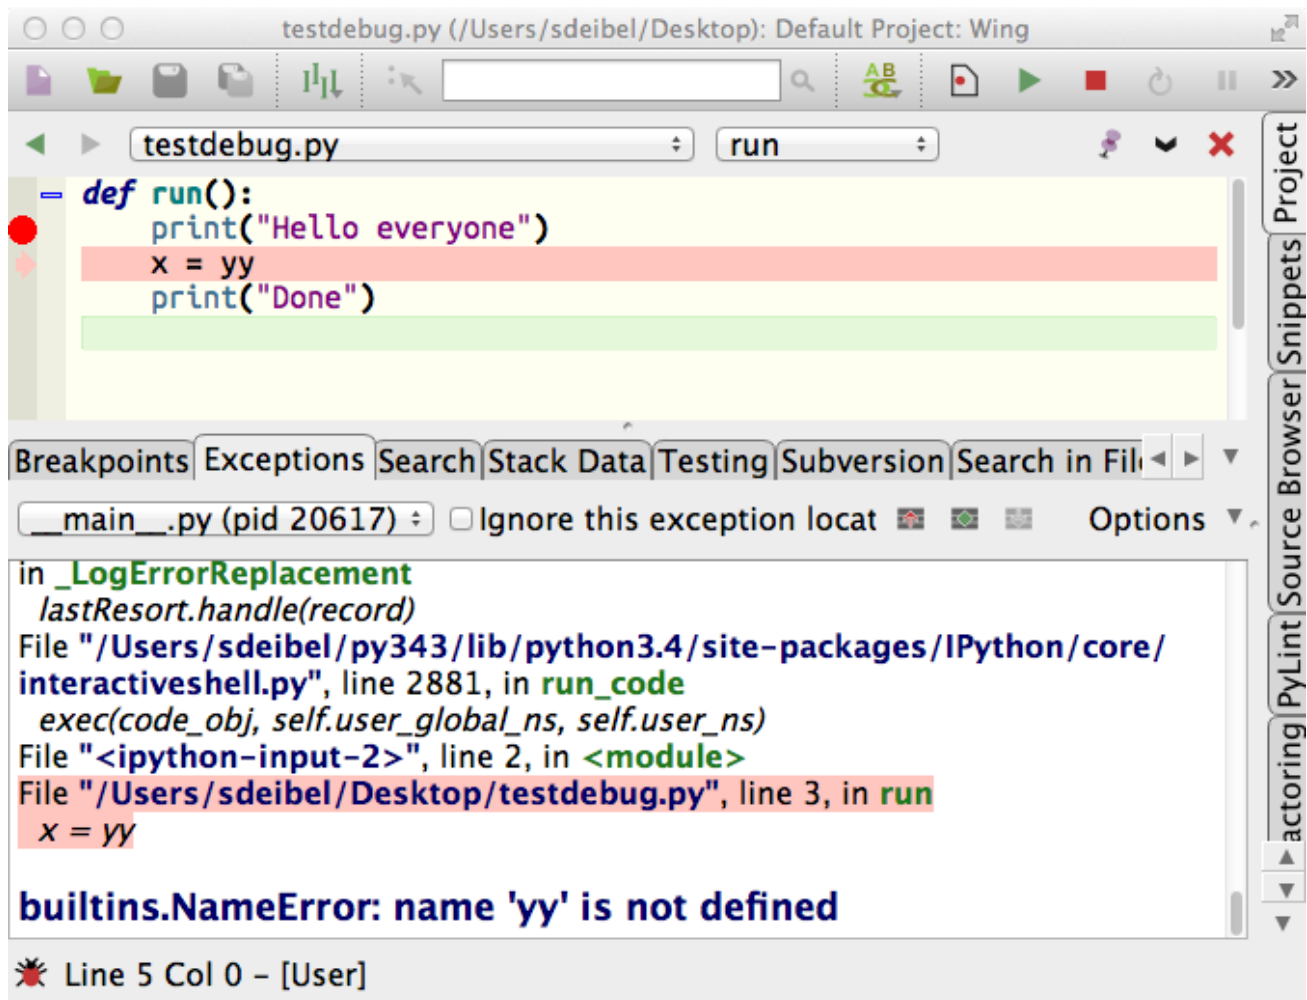 testdebug.py (/Users/sdeibel/Desktop): Default Project: Wing
A B
testdebug.py
run
def run():
print("Hello everyone")
x = yy
print("Done")
Project
Snippets
Source Browser
PyLint
actoring
Breakpoints Exceptions Search Stack Data Testing Subversion Search in File
__main__.py (pid 20617) Ignore this exception locat Options
in _LogErrorReplacement
lastResort.handle(record)
File "/Users/sdeibel/py343/lib/python3.4/site-packages/IPython/core/
interactiveshell.py", line 2881, in run_code
exec(code_obj, self.user_global_ns, self.user_ns)
File "<ipython-input-2>", line 2, in <module>
File "/Users/sdeibel/Desktop/testdebug.py", line 3, in run
x = yy
builtins.NameError: name 'yy' is not defined
Line 5 Col 0 – [User]